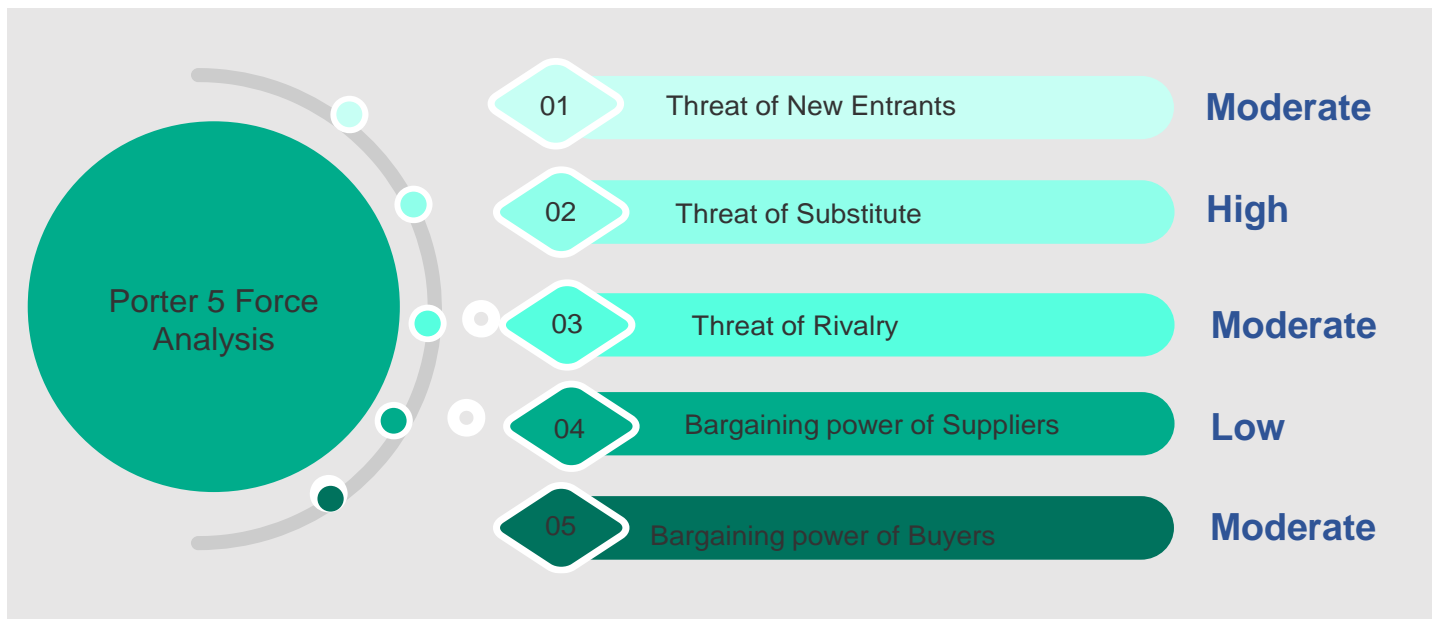 Porter 5 Force
Analysis
01
Threat of New Entrants
Moderate
02
Threat of Substitute
High
03
Threat of Rivalry
Moderate
04
Bargaining power of Suppliers
Low
05
Bargaining power of Buyers
Moderate